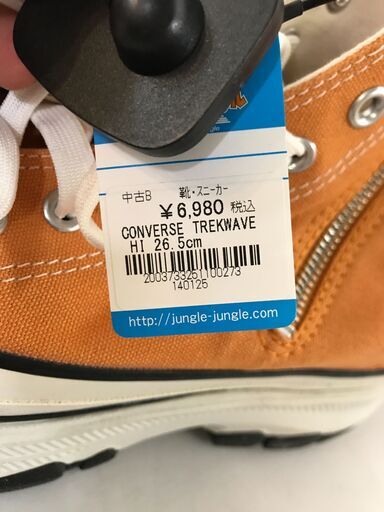 中古B 靴・スニーカー
¥6,980 税込
CONVERSE TREKWAVE
HI 26.5cm
2003733261100273
140125
http://jungle-jungle.com